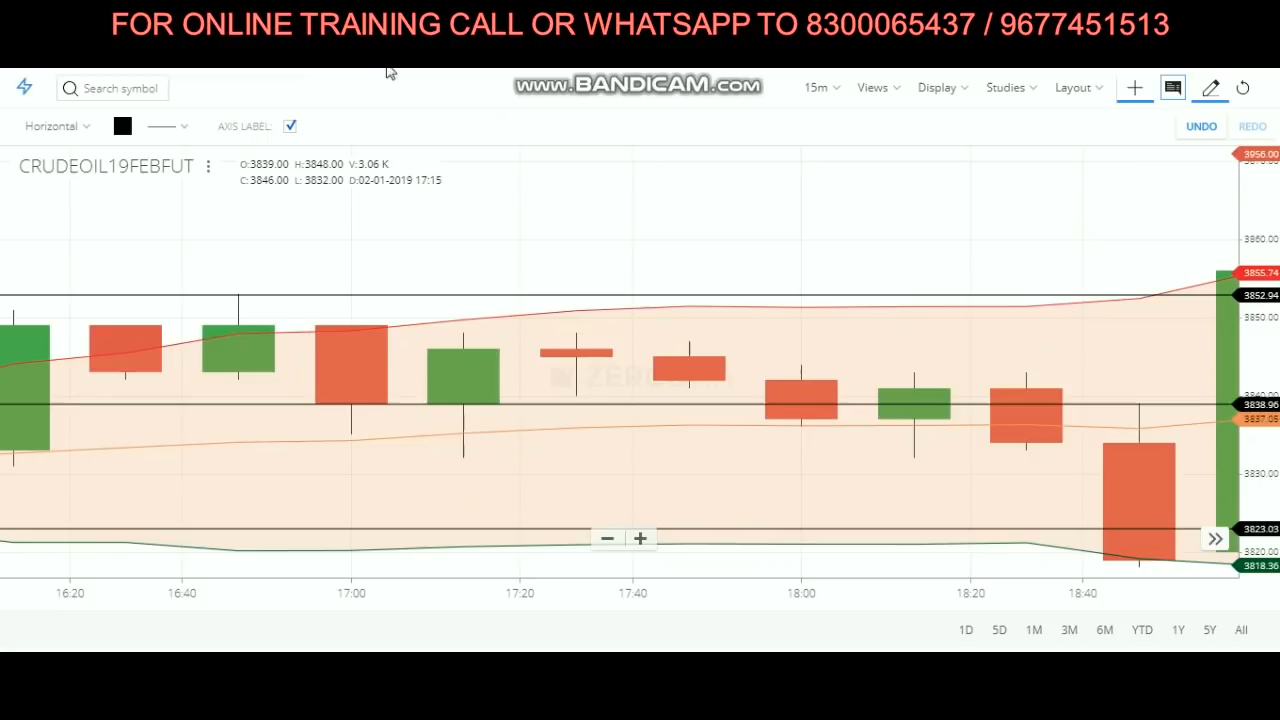 FOR ONLINE TRAINING CALL OR WHATSAPP TO 8300065437 / 9677451513
Search symbol
www.BANDICAM.com
15m Views Display Studies Layout
Horizontal AXIS LABEL: UNDO REDO
CRUDEOIL19FEBFUT
O:3839.00 H:3848.00 V:3.06 K
C:3846.00 L:3832.00 D:02-01-2019 17:15
3956.00
3860.00
3855.74
3852.94
3850.00
3838.96
3837.05
3830.00
3823.03
3820.00
3818.36
16:20 16:40 17:00 17:20 17:40 18:00 18:20 18:40
1D 5D 1M 3M 6M YTD 1Y 5Y All